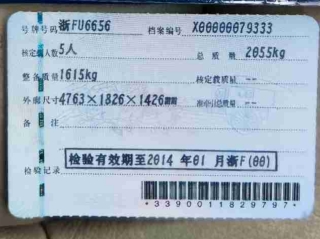 号牌号码 浙FU6656 档案编号 X00000079333
核定载人数 5人 总质量 2055kg
整备质量 1615kg 核定载质量 --
外廓尺寸 4763×1826×1426mm 准牵引总质量 --
备注
检验有效期至2014 年01 月浙F(00)
检验记录
*3390011829797*